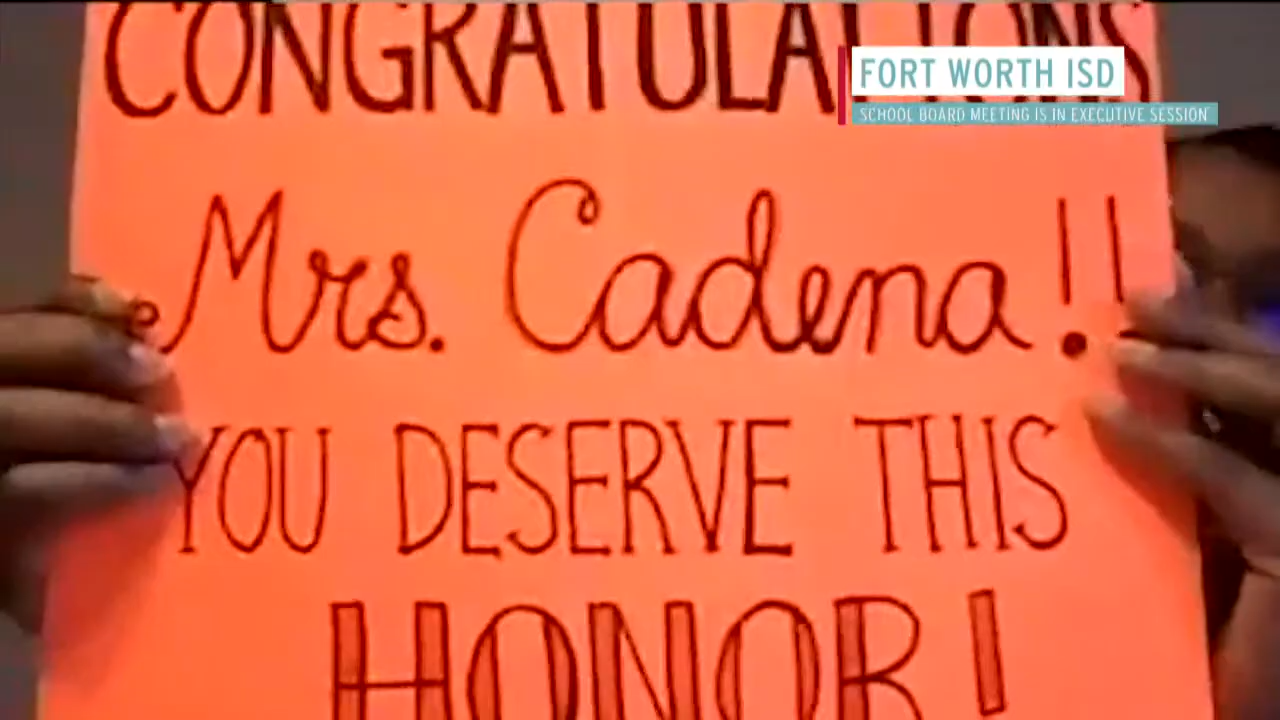 CONGRATULATIONS
FORT WORTH ISD
SCHOOL BOARD MEETING IS IN EXECUTIVE SESSION
Mrs. Cadena!!
YOU DESERVE THIS
HONOR!